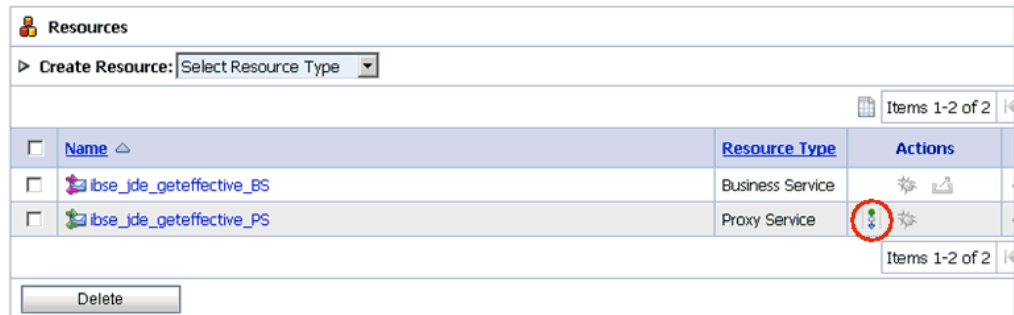 Resources
Create Resource: Select Resource Type
Items 1-2 of 2
Name Resource Type Actions
ibse_jde_geteffective_BS Business Service
ibse_jde_geteffective_PS Proxy Service
Items 1-2 of 2
Delete